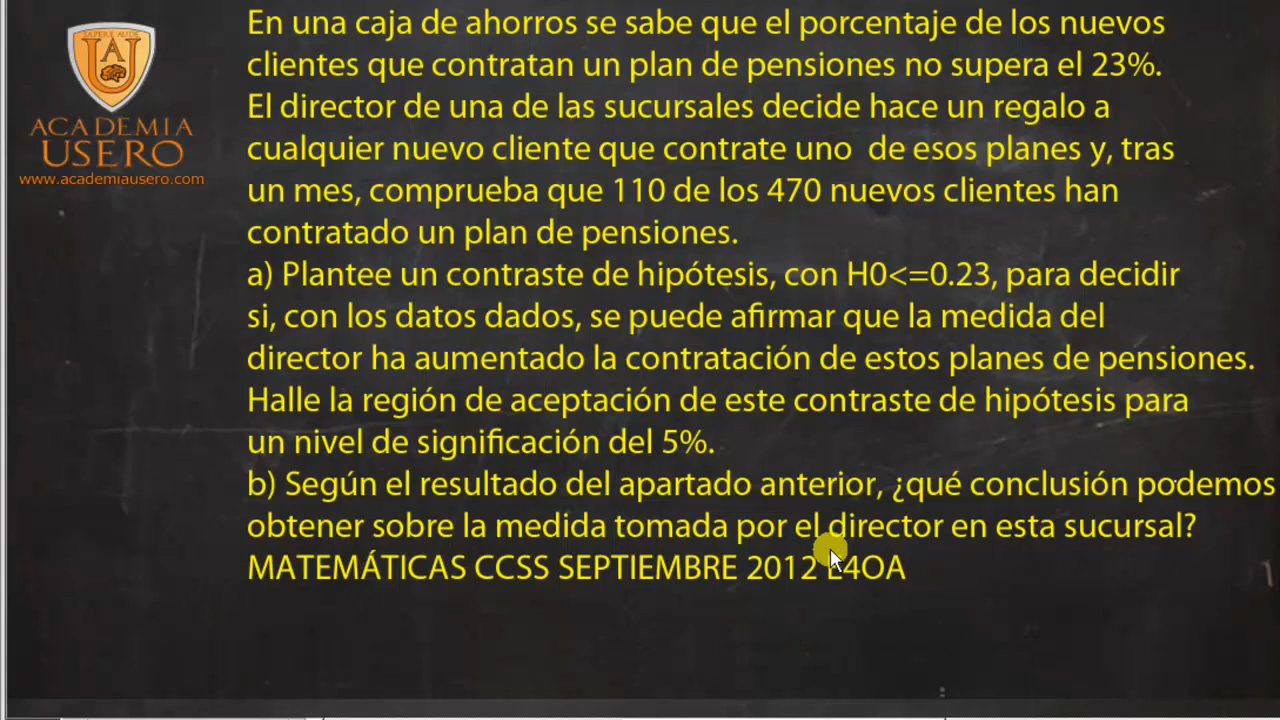 SAPERE AUDE
UA
ACADEMIA
USERO
www.academiausero.com
En una caja de ahorros se sabe que el porcentaje de los nuevos
clientes que contratan un plan de pensiones no supera el 23%.
El director de una de las sucursales decide hace un regalo a
cualquier nuevo cliente que contrate uno de esos planes y, tras
un mes, comprueba que 110 de los 470 nuevos clientes han
contratado un plan de pensiones.
a) Plantee un contraste de hipótesis, con H0<=0.23, para decidir
si, con los datos dados, se puede afirmar que la medida del
director ha aumentado la contratación de estos planes de pensiones.
Halle la región de aceptación de este contraste de hipótesis para
un nivel de significación del 5%.
b) Según el resultado del apartado anterior, ¿qué conclusión podemos
obtener sobre la medida tomada por el director en esta sucursal?
MATEMÁTICAS CCSS SEPTIEMBRE 2012 E4OA